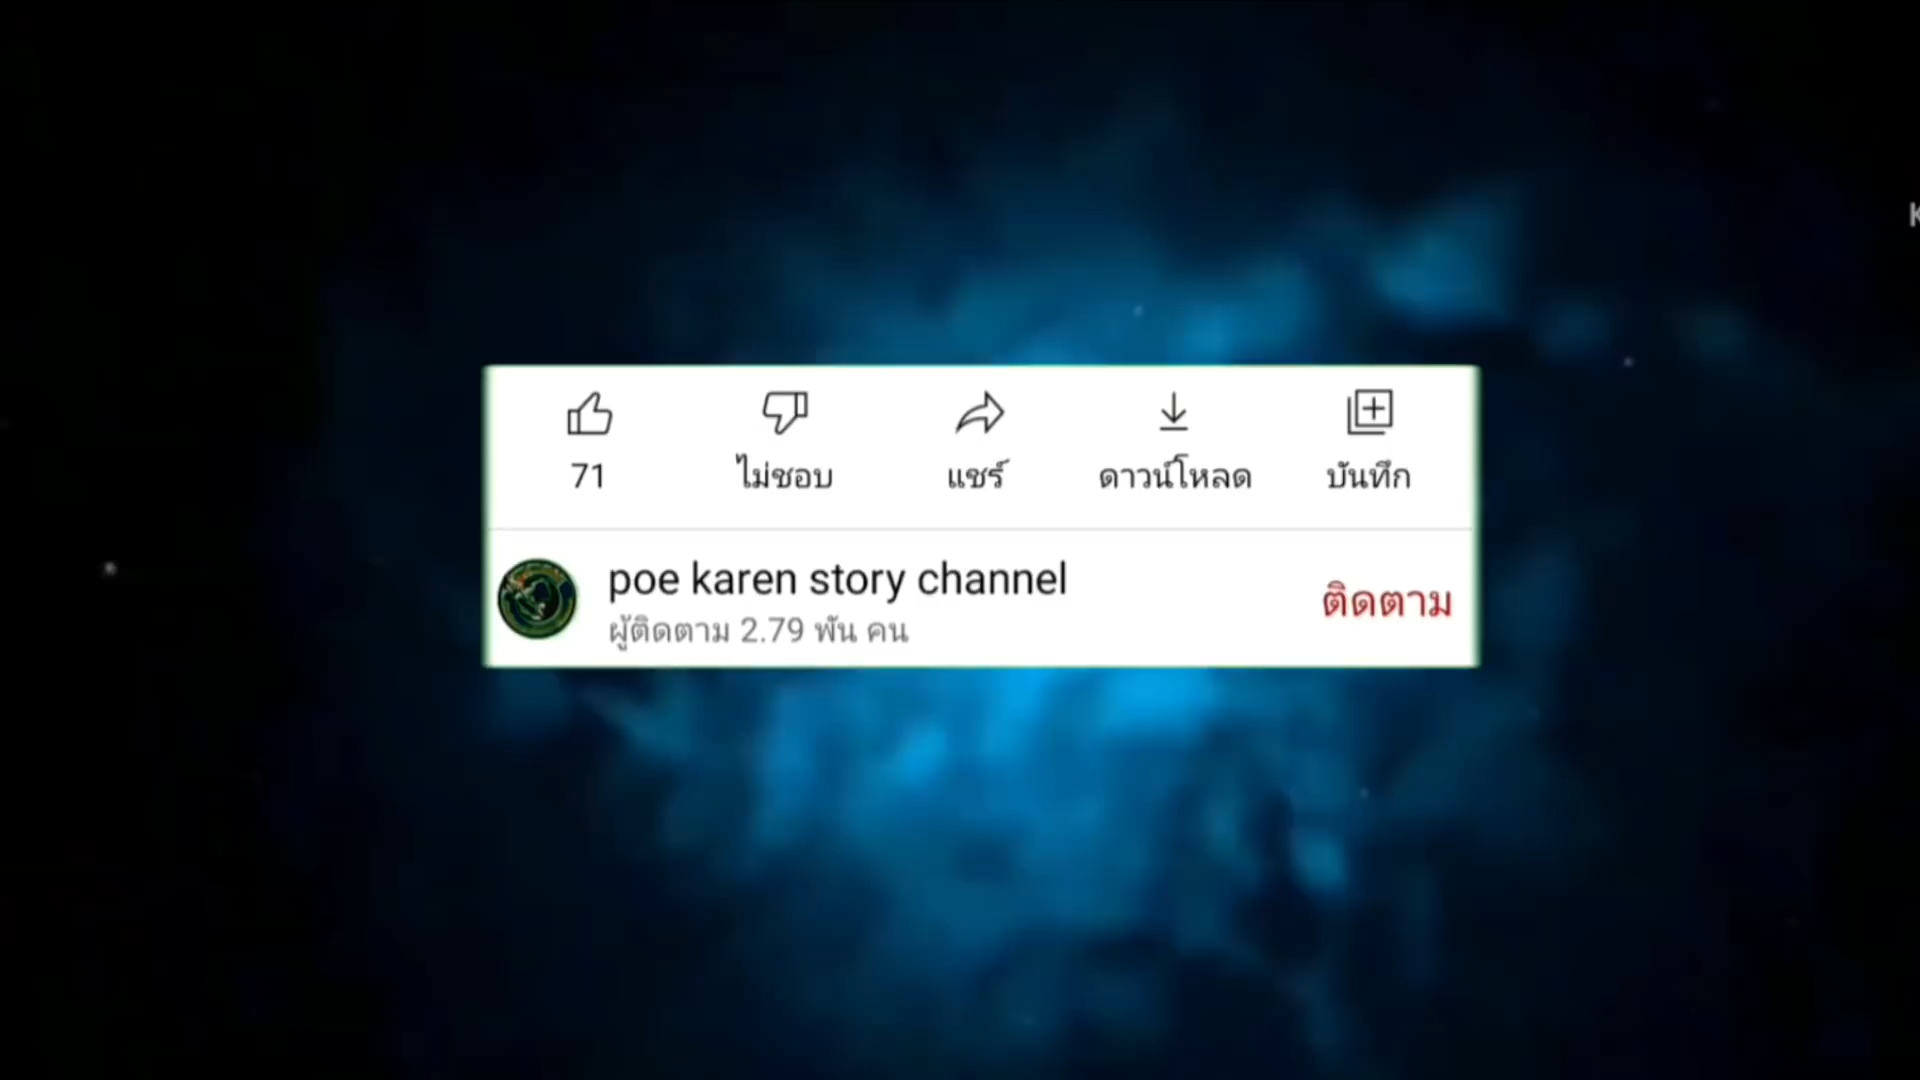 71 ไม่ชอบ แชร์ ดาวน์โหลด บันทึก
poe karen story channel
ติดตาม
ผู้ติดตาม 2.79 พัน คน